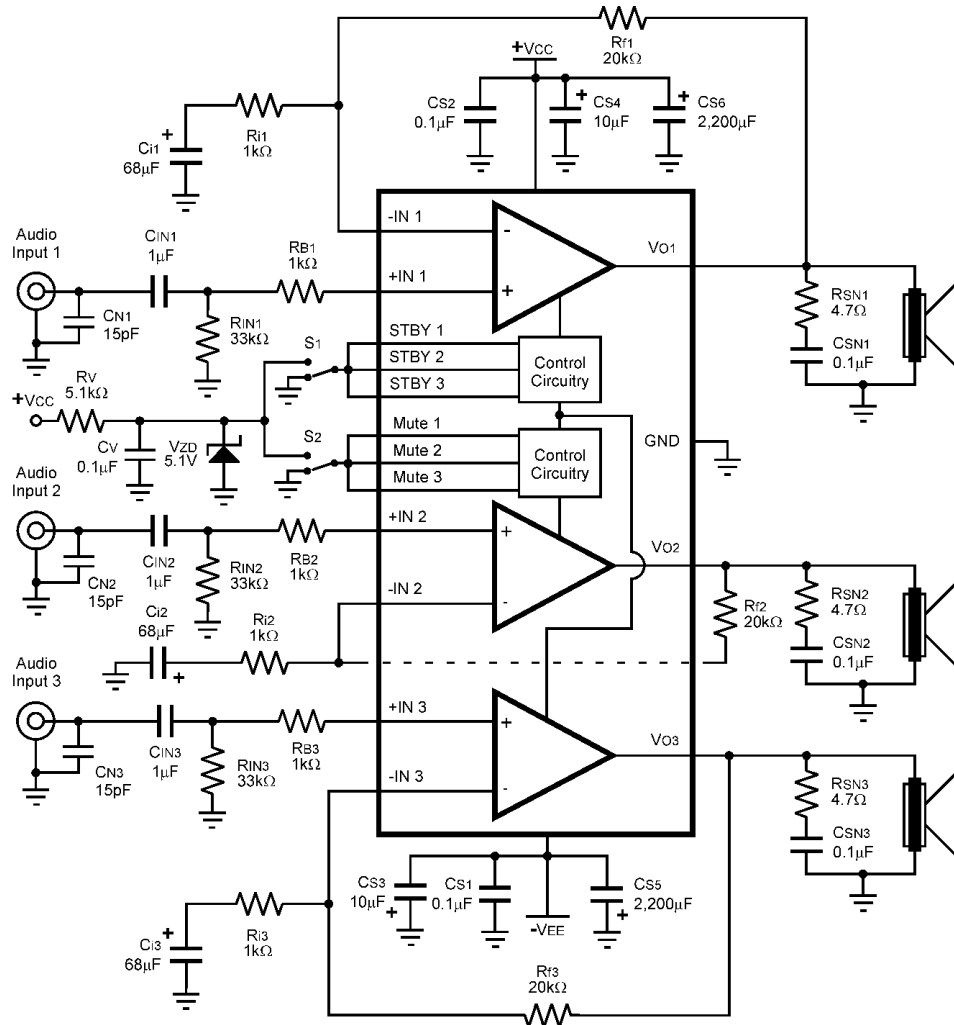 Rf1
20kΩ
+VCC
CS2
0.1µF
+
CS4
10µF
+
CS6
2,200µF
+
Ci1
68µF
Ri1
1kΩ
Audio
Input 1
CIN1
1µF
RB1
1kΩ
-IN 1
-
+IN 1
+
VO1
CN1
15pF
RIN1
33kΩ
RSN1
4.7Ω
CSN1
0.1µF
S1
STBY 1
STBY 2
STBY 3
Control
Circuitry
RV
5.1kΩ
+VCC
CV
0.1µF
VZD
5.1V
S2
Mute 1
Mute 2
Mute 3
Control
Circuitry
GND
Audio
Input 2
CIN2
1µF
RB2
1kΩ
+IN 2
+
-IN 2
-
VO2
CN2
15pF
RIN2
33kΩ
Rf2
20kΩ
RSN2
4.7Ω
CSN2
0.1µF
Ci2
68µF
+
Ri2
1kΩ
Audio
Input 3
CIN3
1µF
RB3
1kΩ
+IN 3
+
-IN 3
-
VO3
CN3
15pF
RIN3
33kΩ
RSN3
4.7Ω
CSN3
0.1µF
CS3
10µF
+
CS1
0.1µF
CS5
2,200µF
+
-VEE
+
Ci3
68µF
Ri3
1kΩ
Rf3
20kΩ